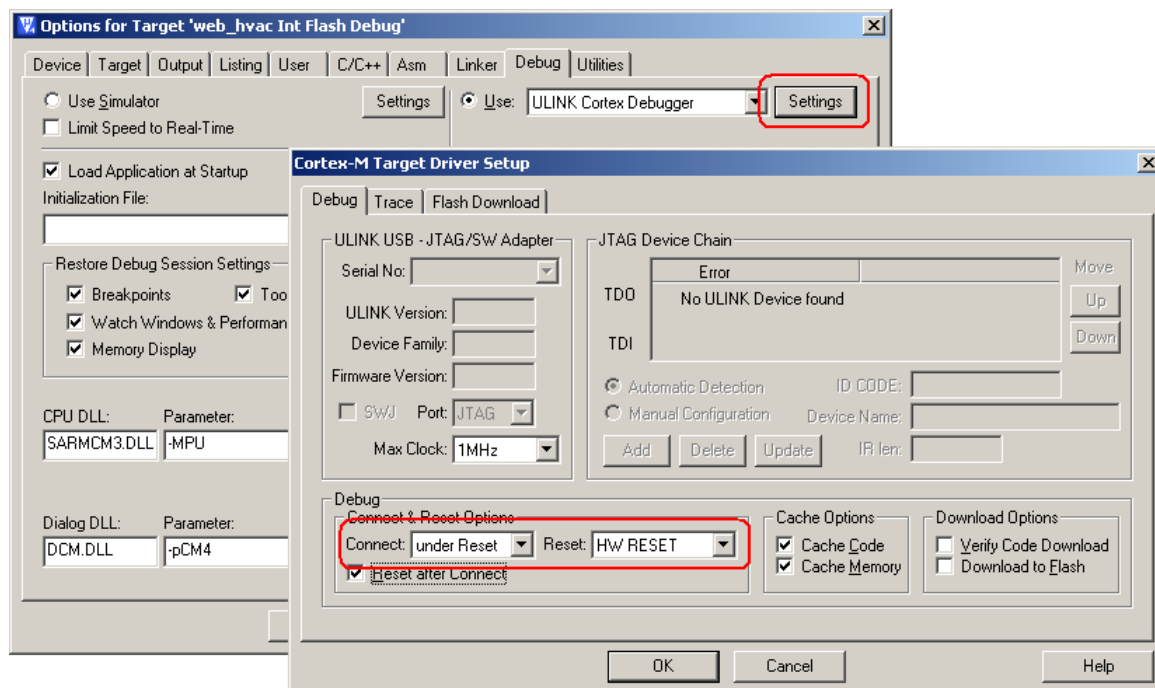 Options for Target 'web_hvac Int Flash Debug'
Device Target Output Listing User C/C++ Asm Linker Debug Utilities
Use Simulator Settings Use: ULINK Cortex Debugger Settings
Limit Speed to Real-Time
Load Application at Startup
Initialization File:
Restore Debug Session Settings
Breakpoints Too
Watch Windows & Performan
Memory Display
CPU DLL: Parameter:
SARMCM3.DLL -MPU
Dialog DLL: Parameter:
DCM.DLL -pCM4
Cortex-M Target Driver Setup
Debug Trace Flash Download
ULINK USB - JTAG/SW Adapter
Serial No:
ULINK Version:
Device Family:
Firmware Version:
SWJ Port: JTAG
Max Clock: 1MHz
JTAG Device Chain
Error Move
TDO No ULINK Device found Up
TDI Down
Automatic Detection ID CODE:
Manual Configuration Device Name:
Add Delete Update IR len:
Debug
Connect & Reset Options
Connect: under Reset Reset: HW RESET
Reset after Connect
Cache Options
Cache Code
Cache Memory
Download Options
Verify Code Download
Download to Flash
OK Cancel Help